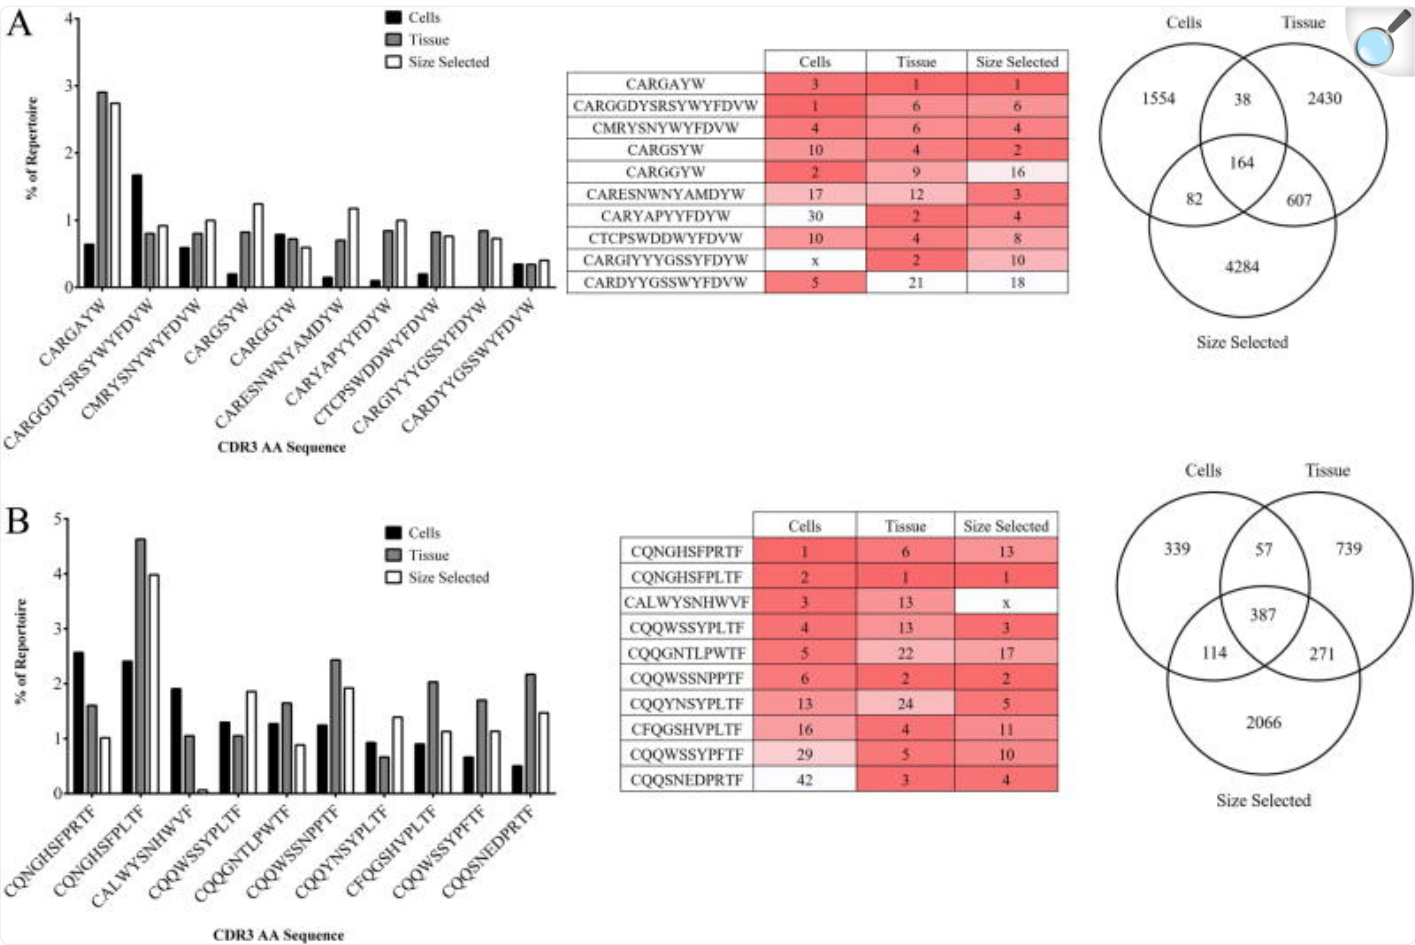 A
4
3
2
1
0
% of Repertoire
Cells
Tissue
Size Selected
CARGAYW
CARGGDYSRSYWYFDVW
CMRYSNYWYFDVW
CARGSYW
CARGGYW
CARESNWNYAMDYW
CARYAPYYFDYW
CTCPSWDDWYFDVW
CARGIYYYGSSYFDYW
CARDYYGSSWYFDVW
CDR3 AA Sequence
Cells Tissue Size Selected
CARGAYW 3 1 1
CARGGDYSRSYWYFDVW 1 6 6
CMRYSNYWYFDVW 4 6 4
CARGSYW 10 4 2
CARGGYW 2 9 16
CARESNWNYAMDYW 17 12 3
CARYAPYYFDYW 30 2 4
CTCPSWDDWYFDVW 10 4 8
CARGIYYYGSSYFDYW x 2 10
CARDYYGSSWYFDVW 5 21 18
Cells Tissue
1554 38 2430
164
82 607
4284
Size Selected
B
5
4
3
2
1
0
% of Repertoire
Cells
Tissue
Size Selected
CQNGHSFPRTF
CQNGHSFPLTF
CALWYSNHWVF
CQQWSSYPLTF
CQQGNTLPWTF
CQQWSSNPPTF
CQQYNSYPLTF
CFQGSHVPLTF
CQQWSSYPFTF
CQQSNEDPRTF
CDR3 AA Sequence
Cells Tissue Size Selected
CQNGHSFPRTF 1 6 13
CQNGHSFPLTF 2 1 1
CALWYSNHWVF 3 13 x
CQQWSSYPLTF 4 13 3
CQQGNTLPWTF 5 22 17
CQQWSSNPPTF 6 2 2
CQQYNSYPLTF 13 24 5
CFQGSHVPLTF 16 4 11
CQQWSSYPFTF 29 5 10
CQQSNEDPRTF 42 3 4
Cells Tissue
339 57 739
387
114 271
2066
Size Selected